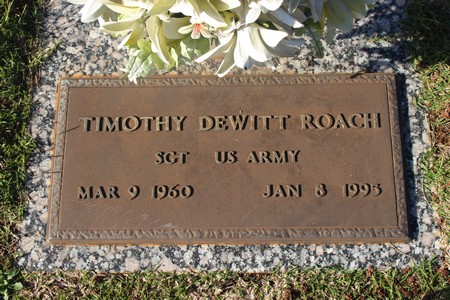 TIMOTHY DEWITT ROACH
SGT US ARMY
MAR 9 1960 JAN 8 1995